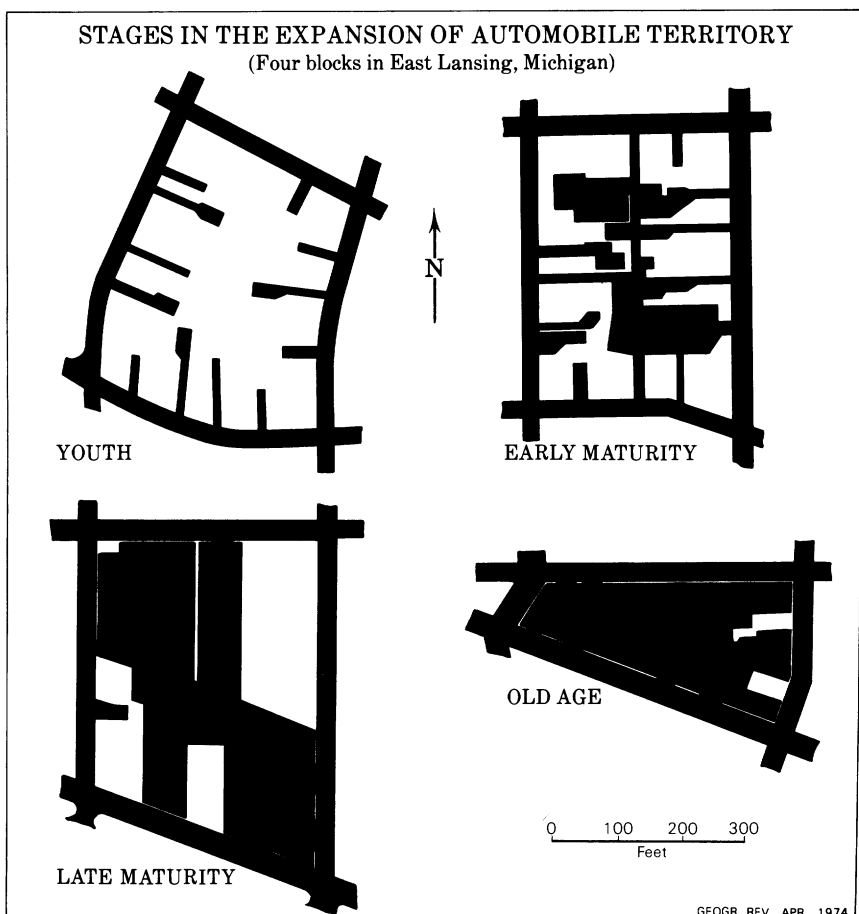 STAGES IN THE EXPANSION OF AUTOMOBILE TERRITORY
(Four blocks in East Lansing, Michigan)
N
YOUTH
EARLY MATURITY
LATE MATURITY
OLD AGE
0 100 200 300
Feet
GEOGR. REV., APR., 1974